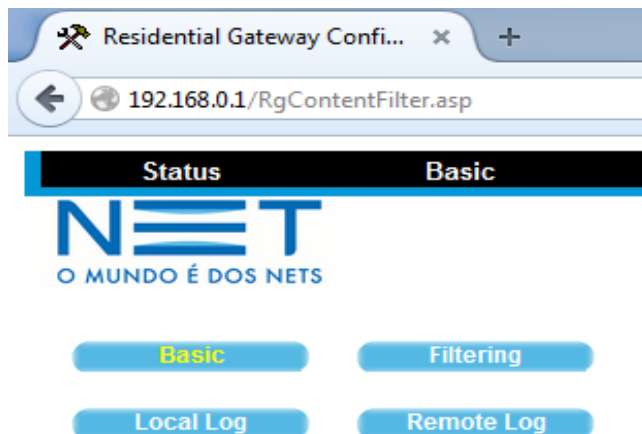 Residential Gateway Confi... × +
192.168.0.1/RgContentFilter.asp
Status Basic
NET
O MUNDO É DOS NETS
Basic Filtering
Local Log Remote Log